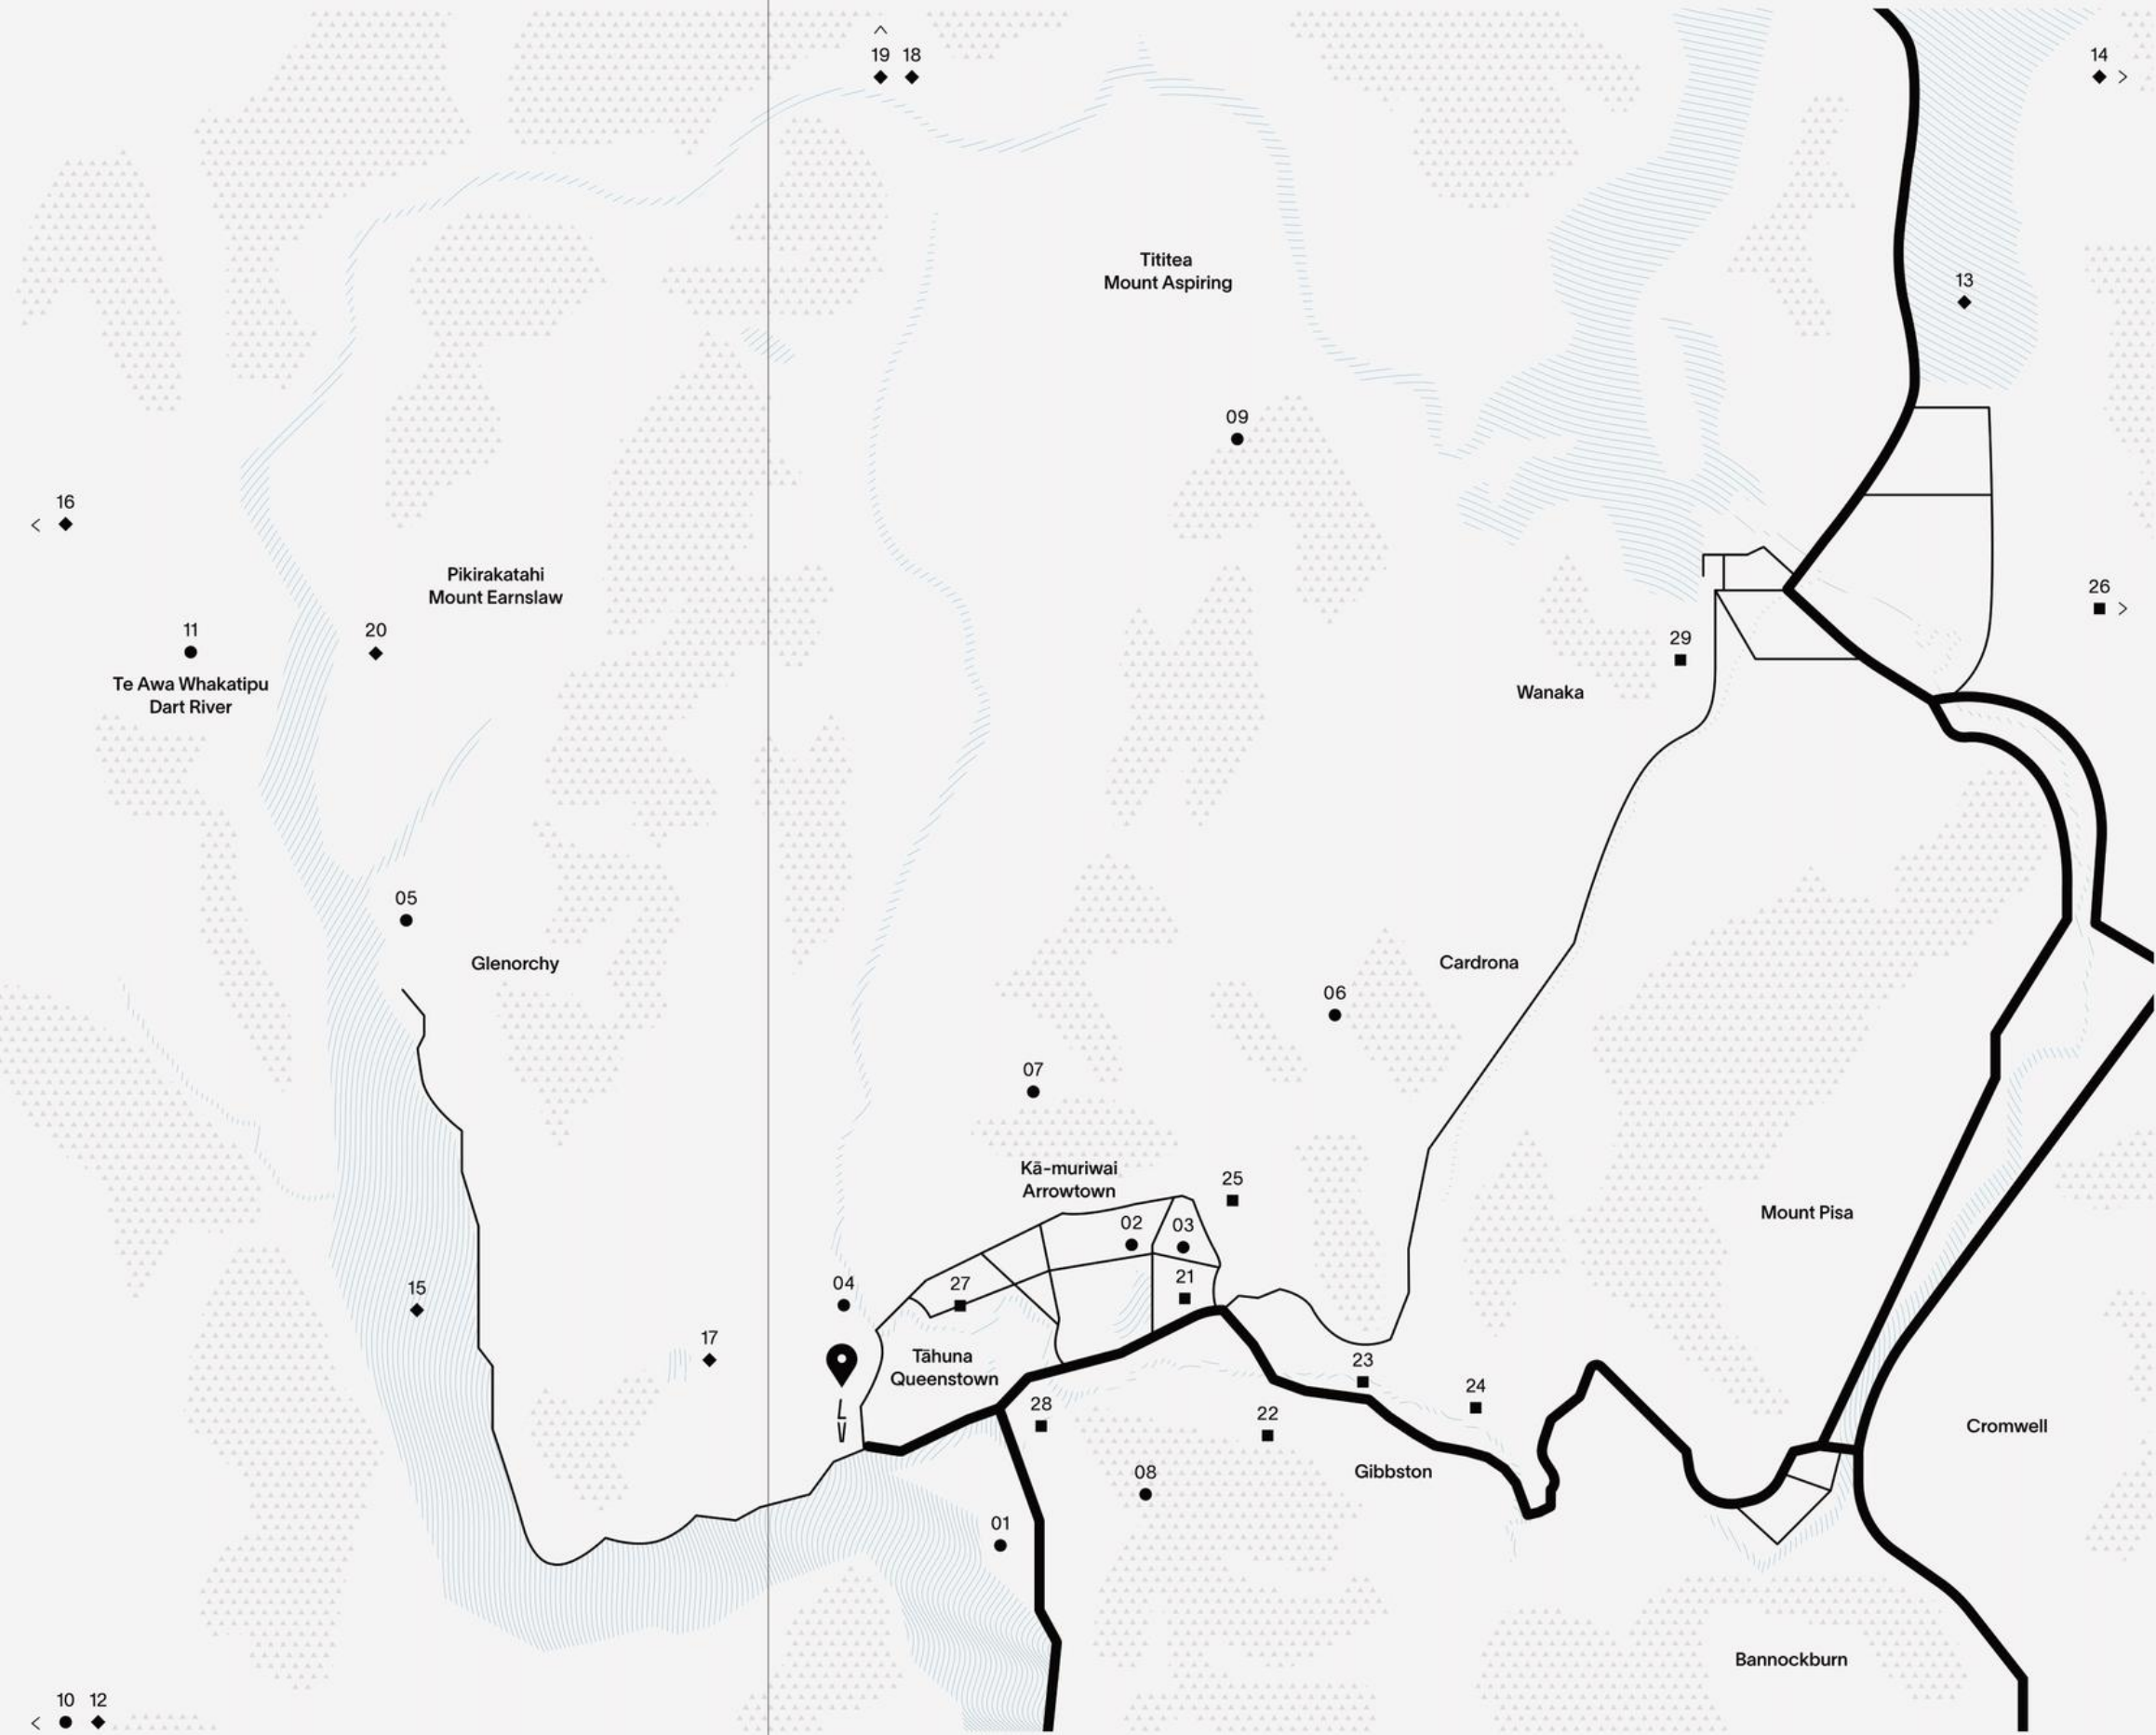 ^
19 18
14 >
Tititea
Mount Aspiring
13
09
16
<
Pikirakatahi
Mount Earnslaw
26
>
11
20
29
Te Awa Whakatipu
Dart River
Wanaka
05
Glenorchy
Cardrona
06
07
Kā-muriwai
Arrowtown
25
Mount Pisa
02
03
04
27
21
15
17
Tāhuna
Queenstown
23
24
28
22
L
V
Cromwell
Gibbston
08
01
Bannockburn
10 12
<